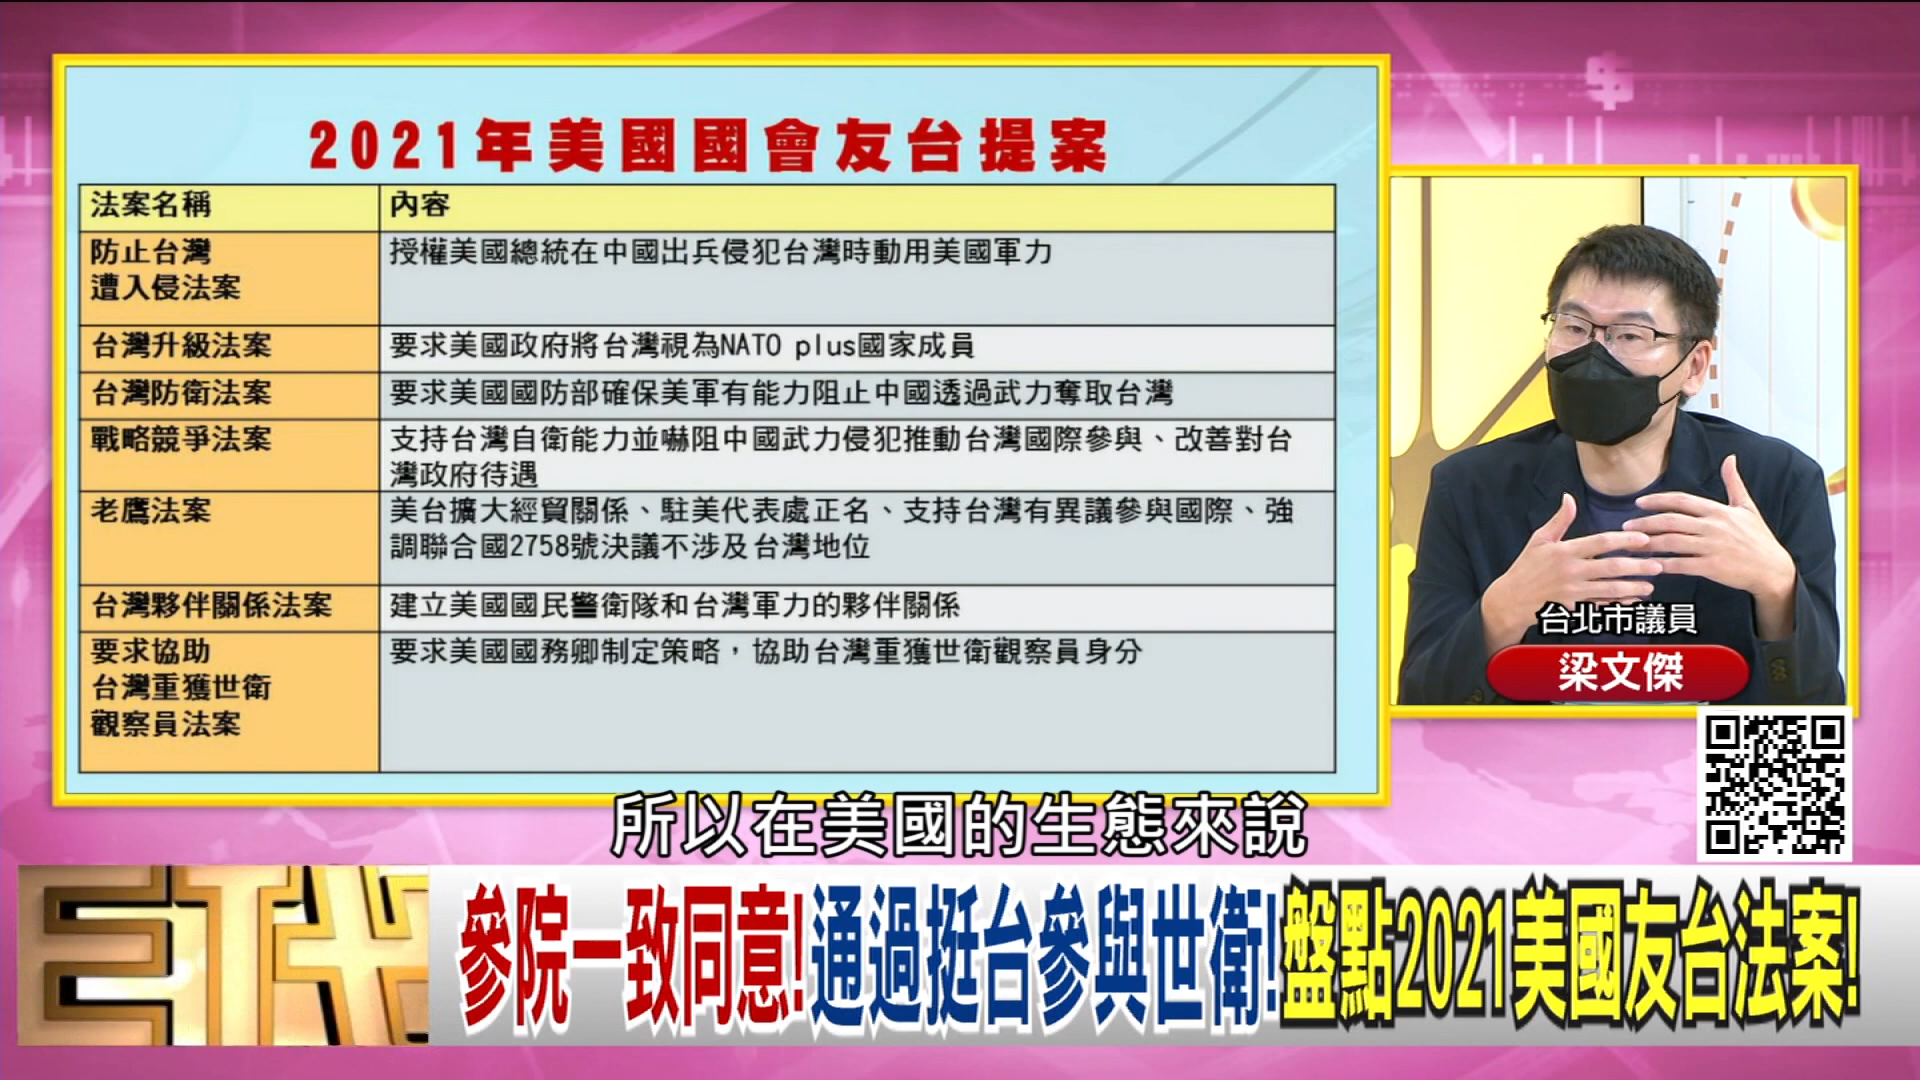 2021年美國國會友台提案
法案名稱
內容
防止台灣
遭入侵法案
授權美國總統在中國出兵侵犯台灣時動用美國軍力
台灣升級法案
要求美國政府將台灣視為NATO plus國家成員
台灣防衛法案
要求美國國防部確保美軍有能力阻止中國透過武力奪取台灣
戰略競爭法案
支持台灣自衛能力並嚇阻中國武力侵犯推動台灣國際參與、改善對台
灣政府待遇
老鷹法案
美台擴大經貿關係、駐美代表處正名、支持台灣有異議參與國際、強
調聯合國2758號決議不涉及台灣地位
台灣夥伴關係法案
建立美國國民警衛隊和台灣軍力的夥伴關係
要求協助
台灣重獲世衛
觀察員法案
要求美國國務卿制定策略，協助台灣重獲世衛觀察員身分
台北市議員
梁文傑
所以在美國的生態來說
參院一致同意!通過挺台參與世衛!盤點2021美國友台法案!